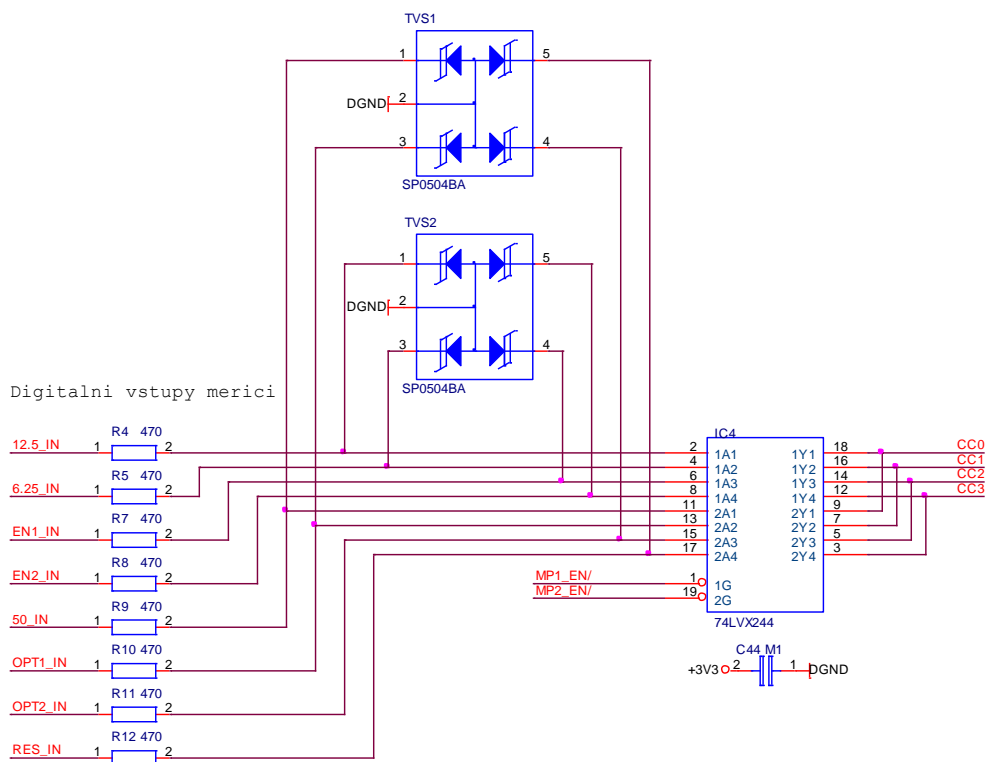 TVS1
1
5
DGND
2
3
4
SP0504BA
TVS2
1
5
DGND
2
3
4
SP0504BA
Digitalni vstupy merici
12.5_IN 1 R4 470 2
6.25_IN 1 R5 470 2
EN1_IN 1 R7 470 2
EN2_IN 1 R8 470 2
50_IN 1 R9 470 2
OPT1_IN 1 R10 470 2
OPT2_IN 1 R11 470 2
RES_IN 1 R12 470 2
IC4
2 1A1 1Y1 18 CC0
4 1A2 1Y2 16 CC1
6 1A3 1Y3 14 CC2
8 1A4 1Y4 12 CC3
11 2A1 2Y1 9
13 2A2 2Y2 7
15 2A3 2Y3 5
17 2A4 2Y4 3
MP1_EN/ 1 1G
MP2_EN/ 19 2G
74LVX244
C44 M1
+3V3 2 1 DGND